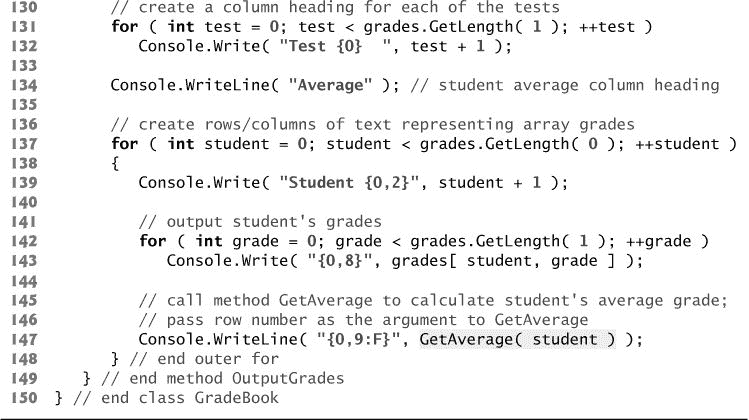 130 // create a column heading for each of the tests
131 for ( int test = 0; test < grades.GetLength( 1 ); ++test )
132 Console.Write( "Test {0}  ", test + 1 );
133
134 Console.WriteLine( "Average" ); // student average column heading
135
136 // create rows/columns of text representing array grades
137 for ( int student = 0; student < grades.GetLength( 0 ); ++student )
138 {
139 Console.Write( "Student {0,2}", student + 1 );
140
141 // output student's grades
142 for ( int grade = 0; grade < grades.GetLength( 1 ); ++grade )
143 Console.Write( "{0,8}", grades[ student, grade ] );
144
145 // call method GetAverage to calculate student's average grade;
146 // pass row number as the argument to GetAverage
147 Console.WriteLine( "{0,9:F}", GetAverage( student ) );
148 } // end outer for
149 } // end method OutputGrades
150 } // end class GradeBook